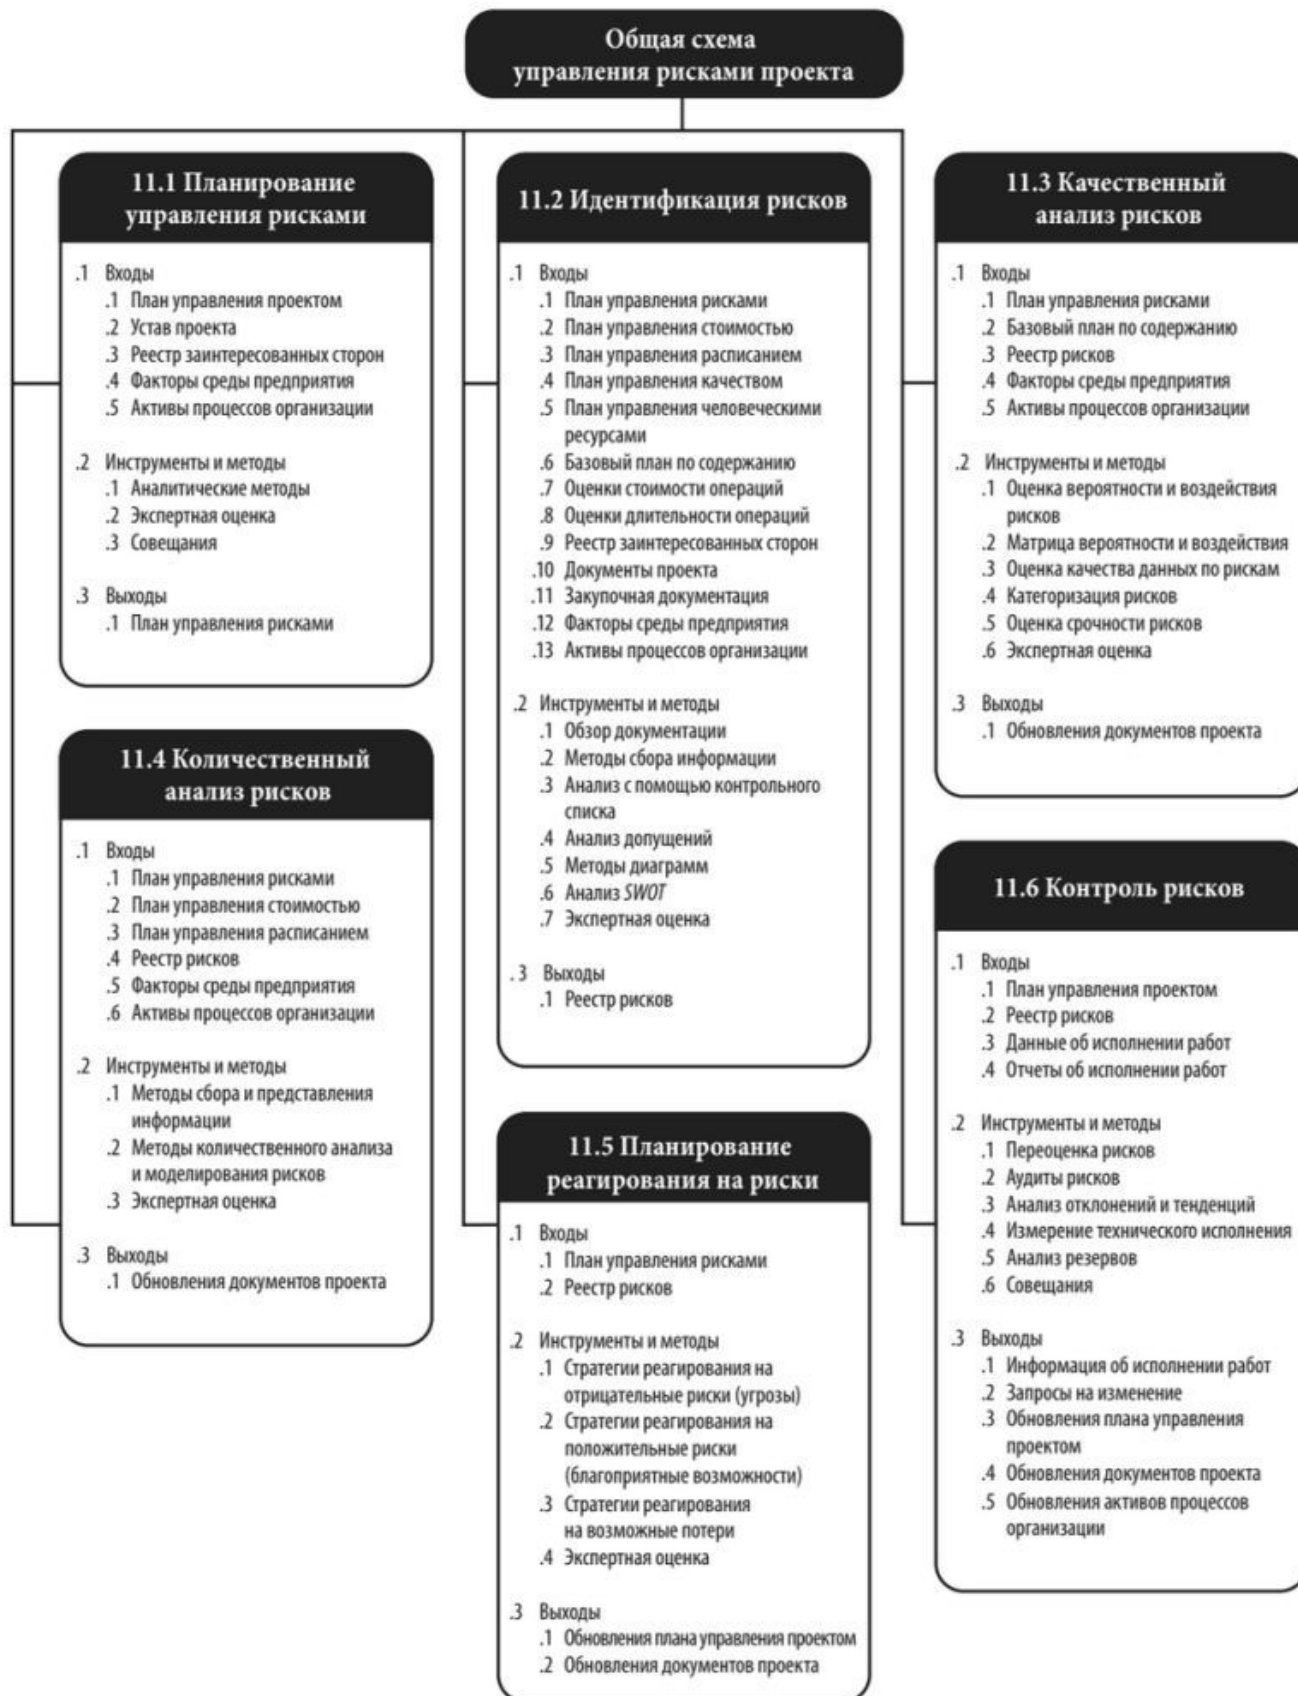 Общая схема
управления рисками проекта
11.1 Планирование
управления рисками
.1 Входы
.1 План управления проектом
.2 Устав проекта
.3 Реестр заинтересованных сторон
.4 Факторы среды предприятия
.5 Активы процессов организации
.2 Инструменты и методы
.1 Аналитические методы
.2 Экспертная оценка
.3 Совещания
.3 Выходы
.1 План управления рисками
11.2 Идентификация рисков
.1 Входы
.1 План управления рисками
.2 План управления стоимостью
.3 План управления расписанием
.4 План управления качеством
.5 План управления человеческими
ресурсами
.6 Базовый план по содержанию
.7 Оценки стоимости операций
.8 Оценки длительности операций
.9 Реестр заинтересованных сторон
.10 Документы проекта
.11 Закупочная документация
.12 Факторы среды предприятия
.13 Активы процессов организации
.2 Инструменты и методы
.1 Обзор документации
.2 Методы сбора информации
.3 Анализ с помощью контрольного
списка
.4 Анализ допущений
.5 Методы диаграмм
.6 Анализ SWOT
.7 Экспертная оценка
.3 Выходы
.1 Реестр рисков
11.3 Качественный
анализ рисков
.1 Входы
.1 План управления рисками
.2 Базовый план по содержанию
.3 Реестр рисков
.4 Факторы среды предприятия
.5 Активы процессов организации
.2 Инструменты и методы
.1 Оценка вероятности и воздействия
рисков
.2 Матрица вероятности и воздействия
.3 Оценка качества данных по рискам
.4 Категоризация рисков
.5 Оценка срочности рисков
.6 Экспертная оценка
.3 Выходы
.1 Обновления документов проекта
11.4 Количественный
анализ рисков
.1 Входы
.1 План управления рисками
.2 План управления стоимостью
.3 План управления расписанием
.4 Реестр рисков
.5 Факторы среды предприятия
.6 Активы процессов организации
.2 Инструменты и методы
.1 Методы сбора и представления
информации
.2 Методы количественного анализа
и моделирования рисков
.3 Экспертная оценка
.3 Выходы
.1 Обновления документов проекта
11.5 Планирование
реагирования на риски
.1 Входы
.1 План управления рисками
.2 Реестр рисков
.2 Инструменты и методы
.1 Стратегии реагирования на
отрицательные риски (угрозы)
.2 Стратегии реагирования на
положительные риски
(благоприятные возможности)
.3 Стратегии реагирования
на возможные потери
.4 Экспертная оценка
.3 Выходы
.1 Обновления плана управления проектом
.2 Обновления документов проекта
11.6 Контроль рисков
.1 Входы
.1 План управления проектом
.2 Реестр рисков
.3 Данные об исполнении работ
.4 Отчеты об исполнении работ
.2 Инструменты и методы
.1 Переоценка рисков
.2 Аудиты рисков
.3 Анализ отклонений и тенденций
.4 Измерение технического исполнения
.5 Анализ резервов
.6 Совещания
.3 Выходы
.1 Информация об исполнении работ
.2 Запросы на изменение
.3 Обновления плана управления
проектом
.4 Обновления документов проекта
.5 Обновления активов процессов
организации